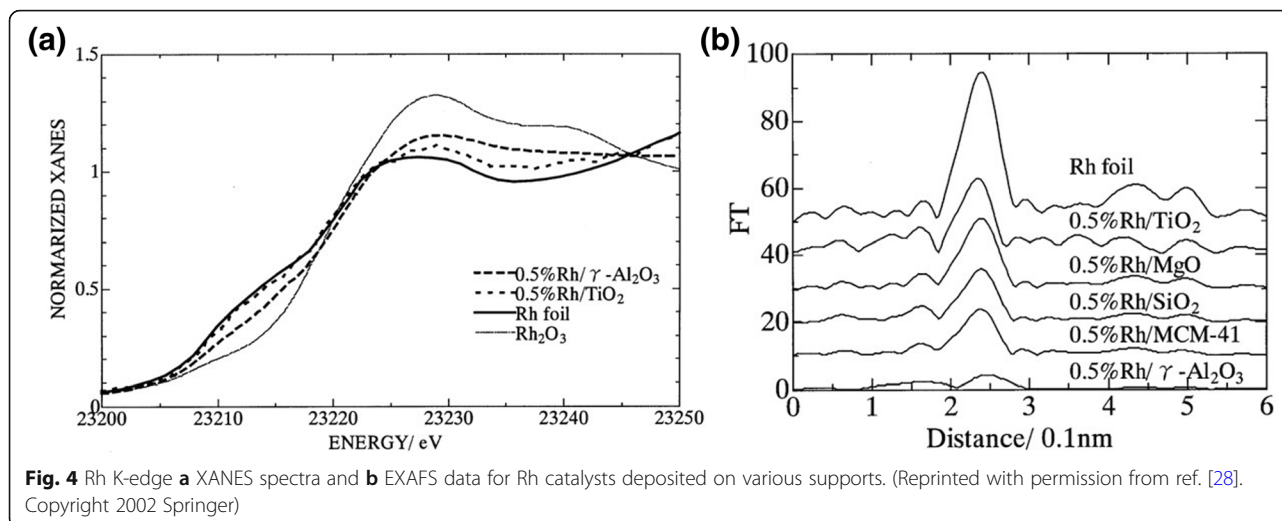 (a)
1.5
1
0.5
0
NORMARIZED XANES
0.5%Rh/ γ -Al₂O₃
0.5%Rh/TiO₂
Rh foil
Rh₂O₃
23200 23210 23220 23230 23240 23250
ENERGY/ eV
(b)
100
80
60
40
20
0
FT
Rh foil
0.5%Rh/TiO₂
0.5%Rh/MgO
0.5%Rh/SiO₂
0.5%Rh/MCM-41
0.5%Rh/ γ -Al₂O₃
0 1 2 3 4 5 6
Distance/ 0.1nm
Fig. 4 Rh K-edge a XANES spectra and b EXAFS data for Rh catalysts deposited on various supports. (Reprinted with permission from ref. [28].
Copyright 2002 Springer)